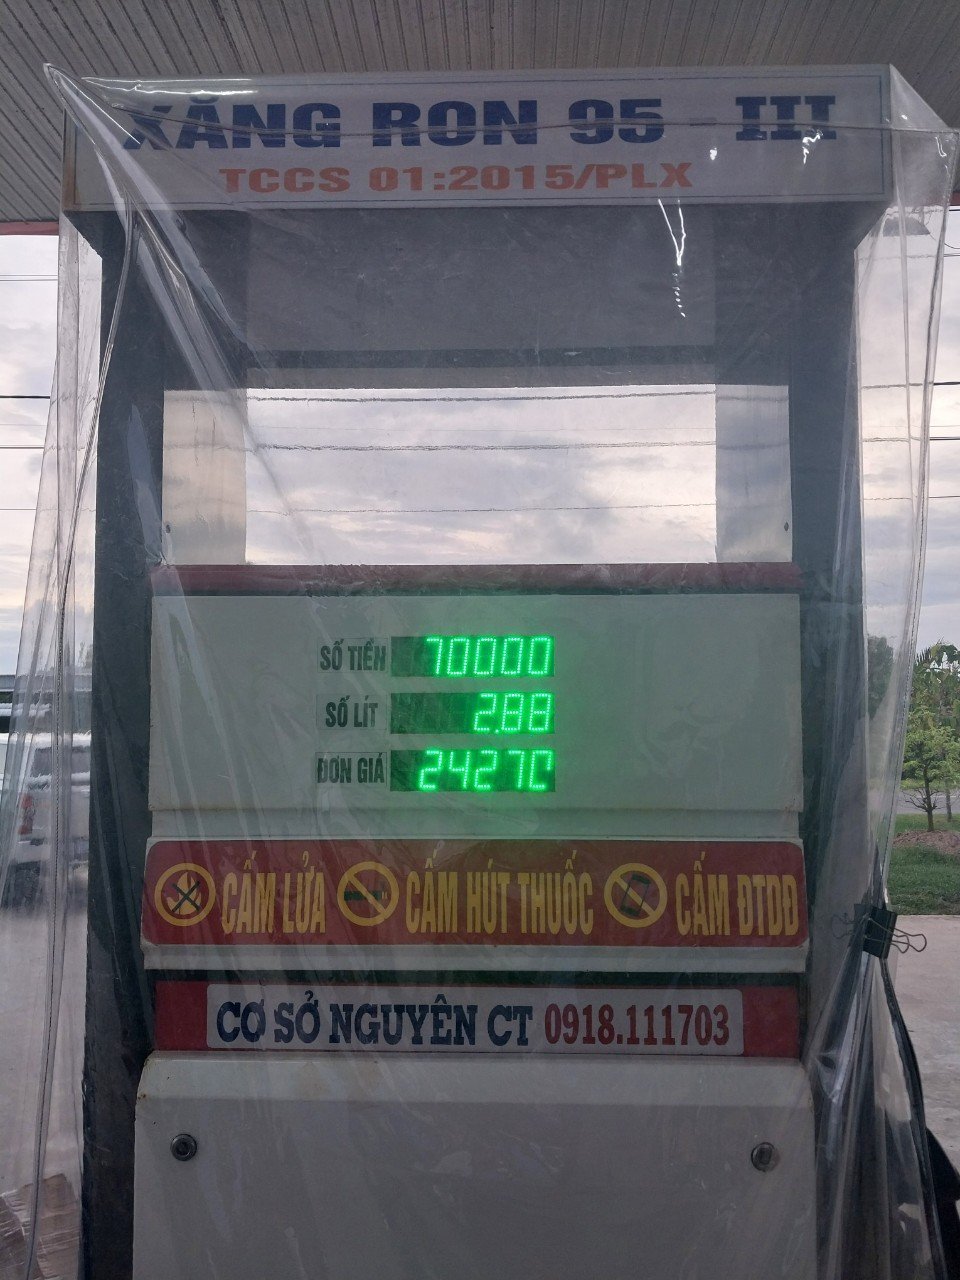 XĂNG RON 95 - III
TCCS 01:2015/PLX
SỐ TIỀN 70000
SỐ LÍT 2.88
ĐƠN GIÁ 2427C
CẤM LỬA CẤM HÚT THUỐC CẤM ĐTDĐ
CƠ SỞ NGUYÊN CT 0918.111703